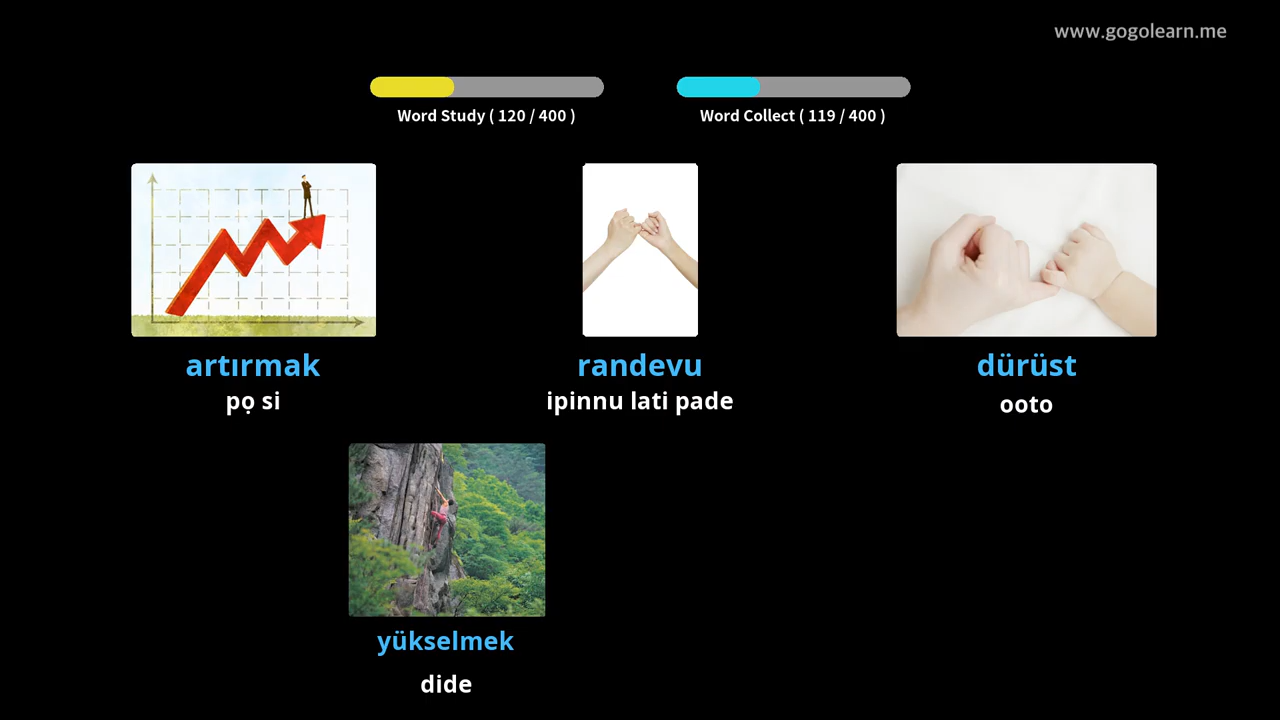 www.gogolearn.me
Word Study ( 120 / 400 )
Word Collect ( 119 / 400 )
artırmak
randevu
dürüst
pọ si
ipinnu lati pade
ooto
yükselmek
dide